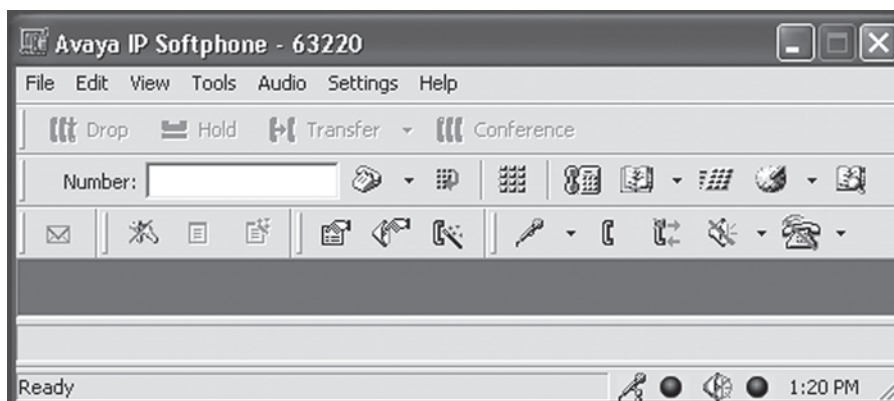 Avaya IP Softphone - 63220
File Edit View Tools Audio Settings Help
Drop Hold Transfer Conference
Number:
Ready 1:20 PM